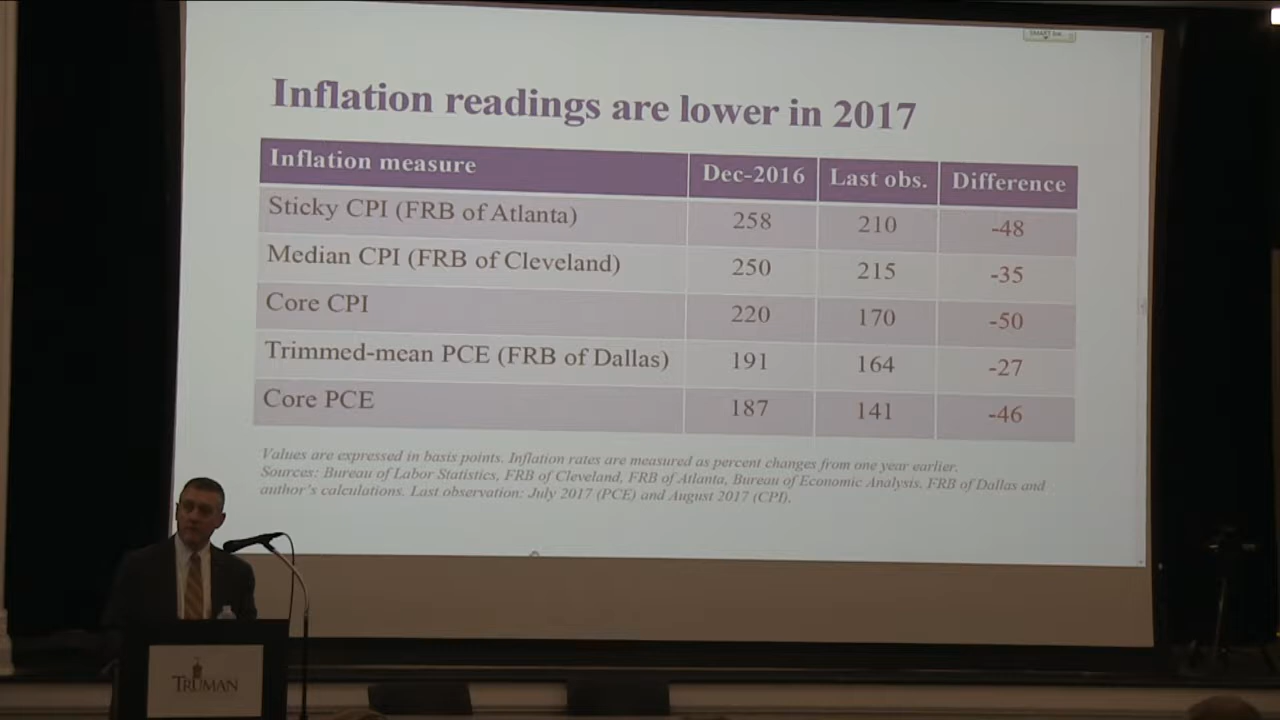 SMART Ink
Inflation readings are lower in 2017
Inflation measure Dec-2016 Last obs. Difference
Sticky CPI (FRB of Atlanta) 258 210 -48
Median CPI (FRB of Cleveland) 250 215 -35
Core CPI 220 170 -50
Trimmed-mean PCE (FRB of Dallas) 191 164 -27
Core PCE 187 141 -46
Values are expressed in basis points. Inflation rates are measured as percent changes from one year earlier.
Sources: Bureau of Labor Statistics, FRB of Cleveland, FRB of Atlanta, Bureau of Economic Analysis, FRB of Dallas and
author's calculations. Last observation: July 2017 (PCE) and August 2017 (CPI).
TRUMAN